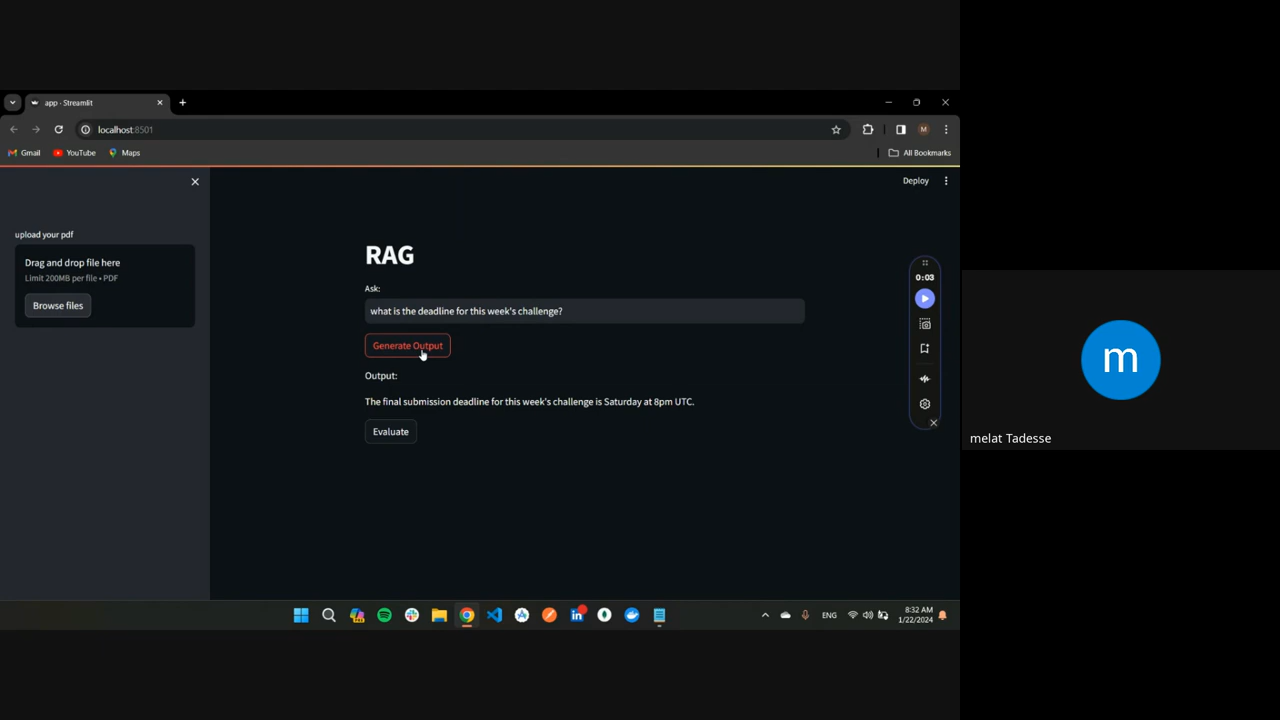 app · Streamlit
localhost:8501
Gmail
YouTube
Maps
All Bookmarks
Deploy
upload your pdf
Drag and drop file here
Limit 200MB per file • PDF
Browse files
RAG
Ask:
what is the deadline for this week's challenge?
Generate Output
Output:
The final submission deadline for this week's challenge is Saturday at 8pm UTC.
Evaluate
0:03
m
melat Tadesse
ENG
8:32 AM
1/22/2024